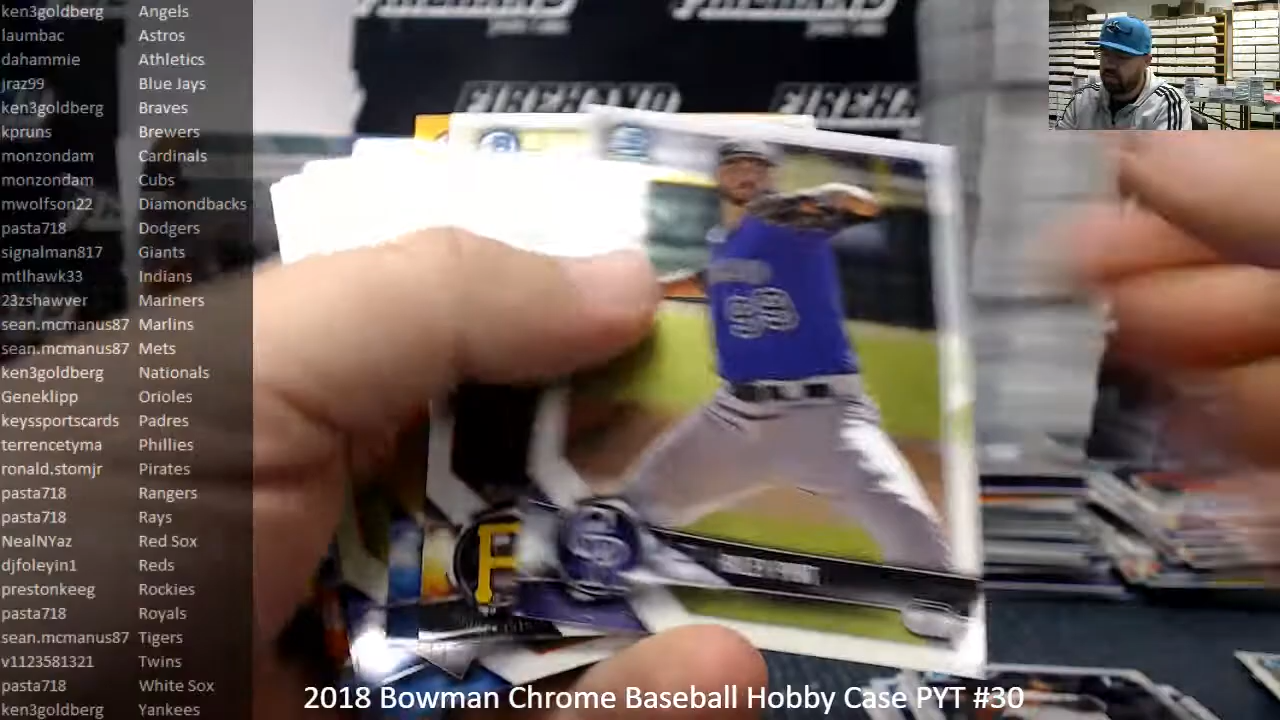 ken3goldberg Angels
laumbac Astros
dahammie Athletics
jraz99 Blue Jays
ken3goldberg Braves
kpruns Brewers
monzondam Cardinals
monzondam Cubs
mwolfson22 Diamondbacks
pasta718 Dodgers
signalman817 Giants
mtlhawk33 Indians
23zshawver Mariners
sean.mcmanus87 Marlins
sean.mcmanus87 Mets
ken3goldberg Nationals
Geneklipp Orioles
keyssportscards Padres
terrencetyma Phillies
ronald.stomjr Pirates
pasta718 Rangers
pasta718 Rays
NealNYaz Red Sox
djfoleyin1 Reds
prestonkeeg Rockies
pasta718 Royals
sean.mcmanus87 Tigers
v1123581321 Twins
pasta718 White Sox
ken3goldberg Yankees
FIREHAND
99
P
2018 Bowman Chrome Baseball Hobby Case PYT #30